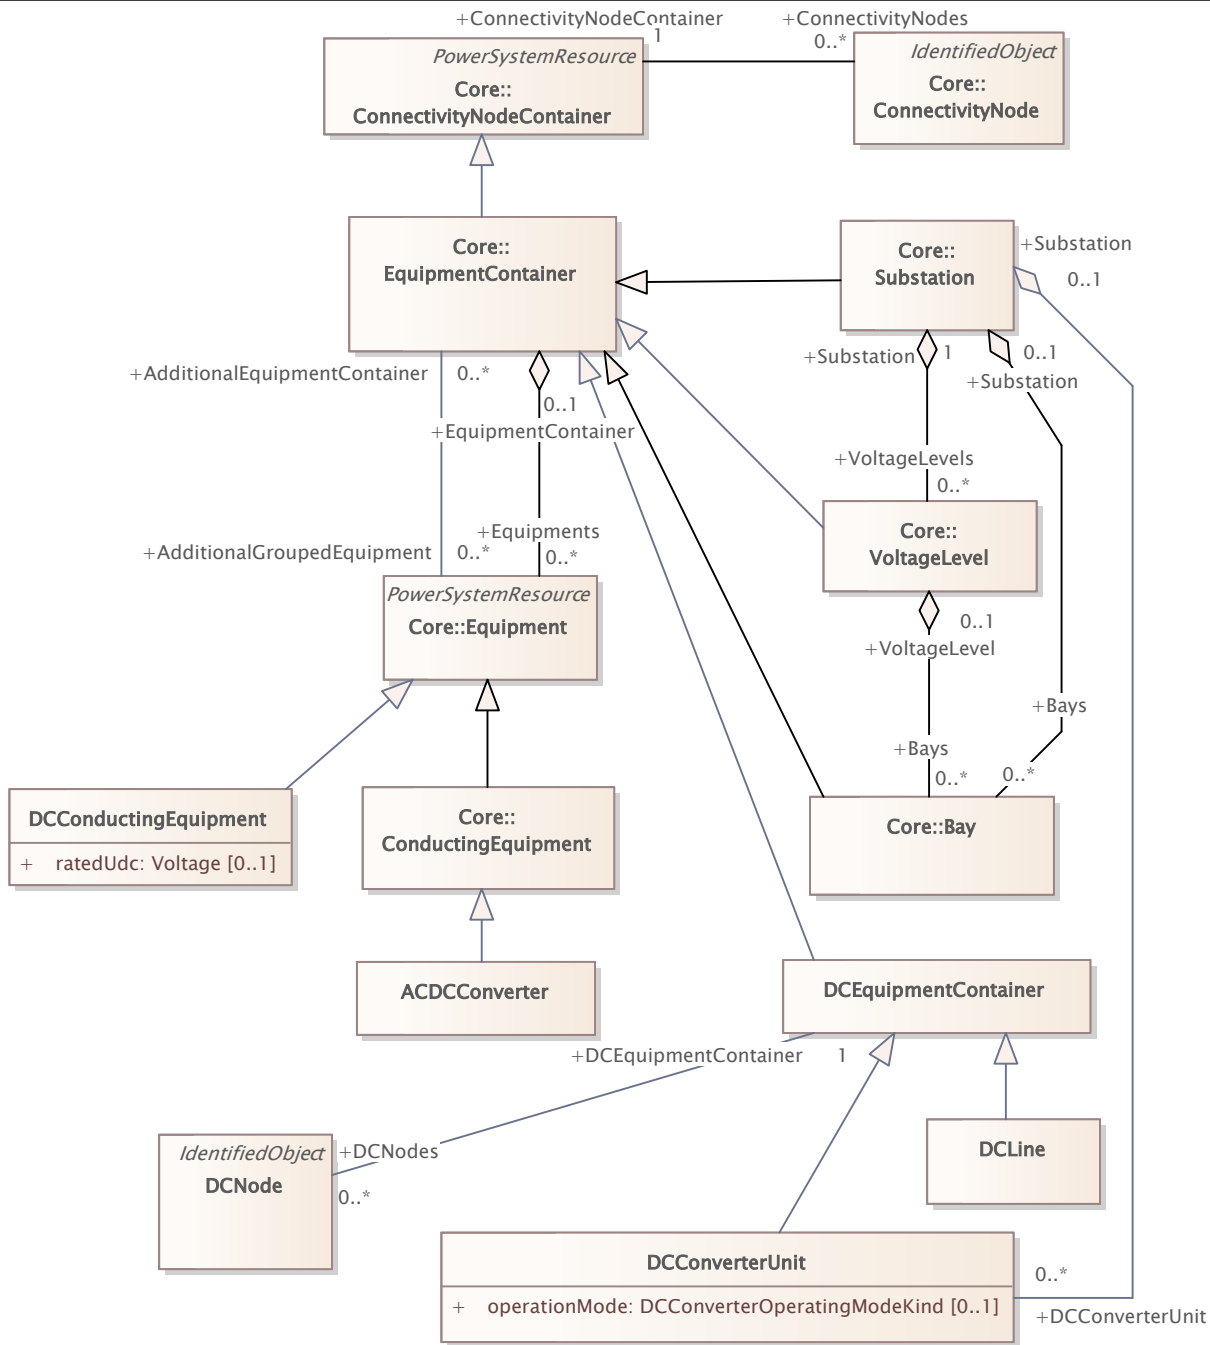 +ConnectivityNodeContainer
+ConnectivityNodes
1
0..*
PowerSystemResource
Core::
ConnectivityNodeContainer
IdentifiedObject
Core::
ConnectivityNode
Core::
EquipmentContainer
Core::
Substation
+Substation
0..1
+AdditionalEquipmentContainer
0..*
0..1
+EquipmentContainer
+Substation
1
0..1
+Substation
+VoltageLevels
0..*
+AdditionalGroupedEquipment
0..*
+Equipments
0..*
Core::
VoltageLevel
PowerSystemResource
Core::Equipment
0..1
+VoltageLevel
+Bays
+Bays
0..*
0..*
DCConductingEquipment
+ ratedUdc: Voltage [0..1]
Core::
ConductingEquipment
Core::Bay
ACDCConverter
DCEquipmentContainer
+DCEquipmentContainer
1
IdentifiedObject
DCNode
+DCNodes
0..*
DCLine
DCConverterUnit
+ operationMode: DCConverterOperatingModeKind [0..1]
0..*
+DCConverterUnit